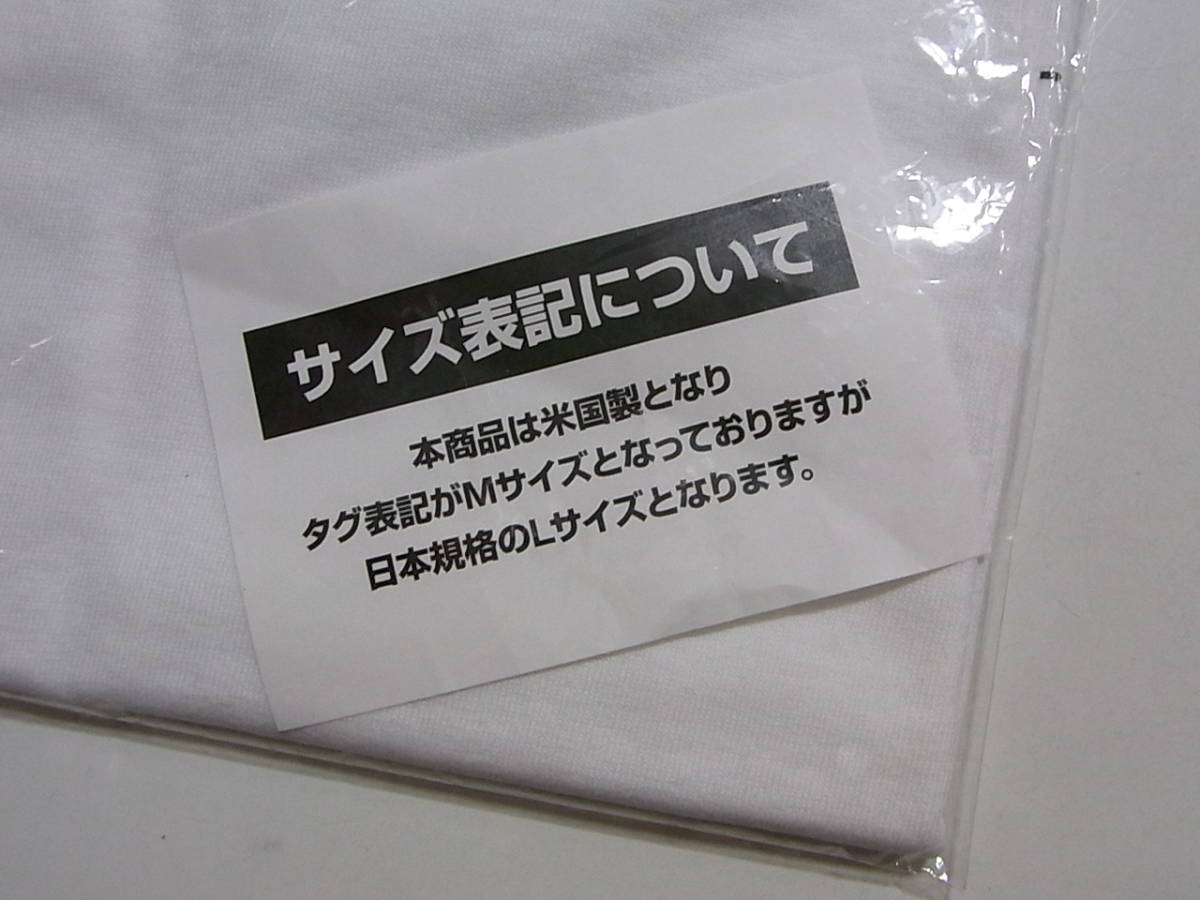 サイズ表記について
本商品は米国製となり
タグ表記がMサイズとなっておりますが
日本規格のLサイズとなります。